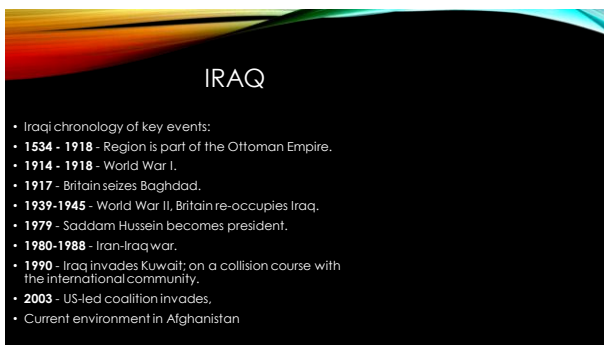 IRAQ
• Iraqi chronology of key events:
• 1534 - 1918 - Region is part of the Ottoman Empire.
• 1914 - 1918 - World War I.
• 1917 - Britain seizes Baghdad.
• 1939-1945 - World War II, Britain re-occupies Iraq.
• 1979 - Saddam Hussein becomes president.
• 1980-1988 - Iran-Iraq war.
• 1990 - Iraq invades Kuwait; on a collision course with
the international community.
• 2003 - US-led coalition invades,
• Current environment in Afghanistan